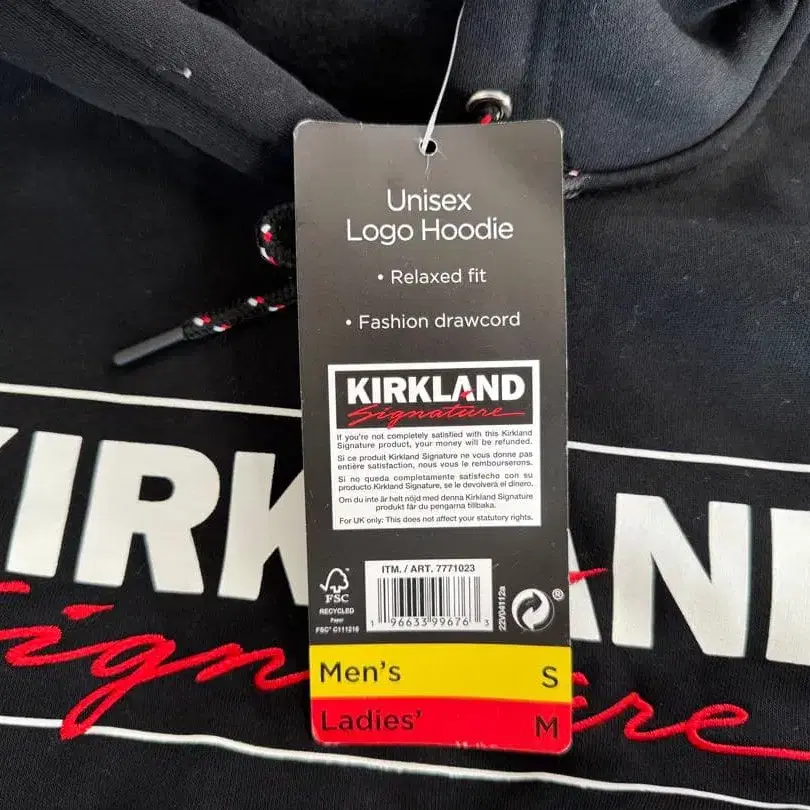 Unisex
Logo Hoodie
• Relaxed fit
• Fashion drawcord
KIRKLAND
Signature
If you're not completely satisfied with this Kirkland
Signature product, your money will be refunded.
Si ce produit Kirkland Signature ne vous donne pas
entière satisfaction, nous vous le rembourserons.
Si no queda completamente satisfecho con su
producto Kirkland Signature, se le devolverá el dinero.
Om du inte är helt nöjd med denna Kirkland Signature
produkt får du pengarna tillbaka.
For UK only: This does not affect your statutory rights.
ITM. / ART. 7771023
1 96633 99676 3
FSC
RECYCLED
Paper
FSC® C111216
22V04112a
®
Men's S
Ladies' M
KIRK AN
ign re